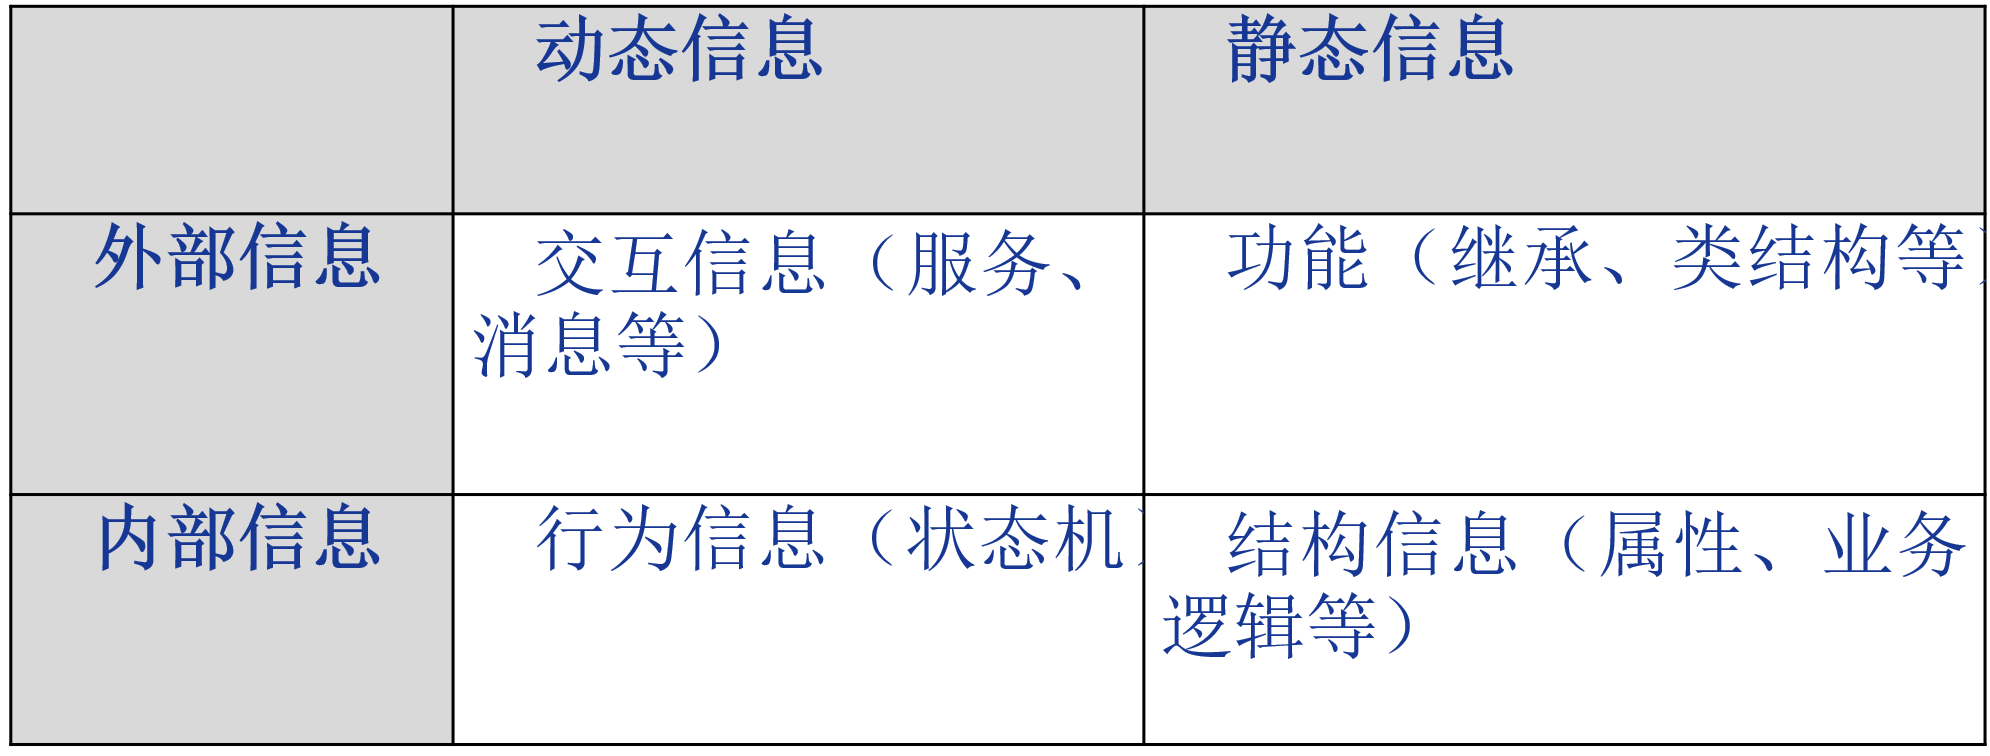 动态信息
静态信息
外部信息
交互信息（服务、
消息等）
功能（继承、类结构等）
内部信息
行为信息（状态机）
结构信息（属性、业务
逻辑等）